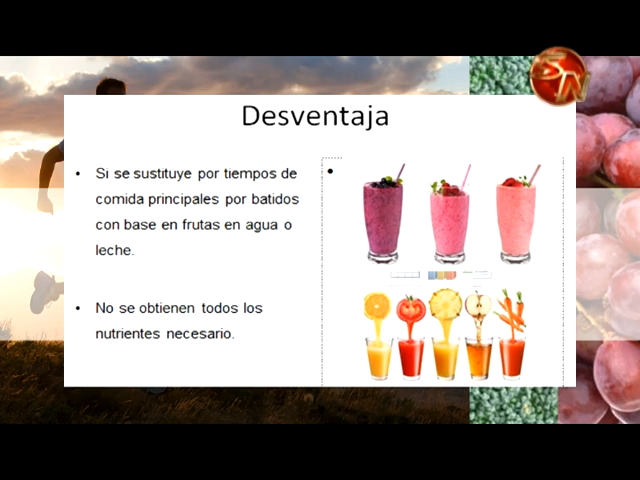 SN
Desventaja
• Si se sustituye por tiempos de
comida principales por batidos
con base en frutas en agua o
leche.
• No se obtienen todos los
nutrientes necesario.